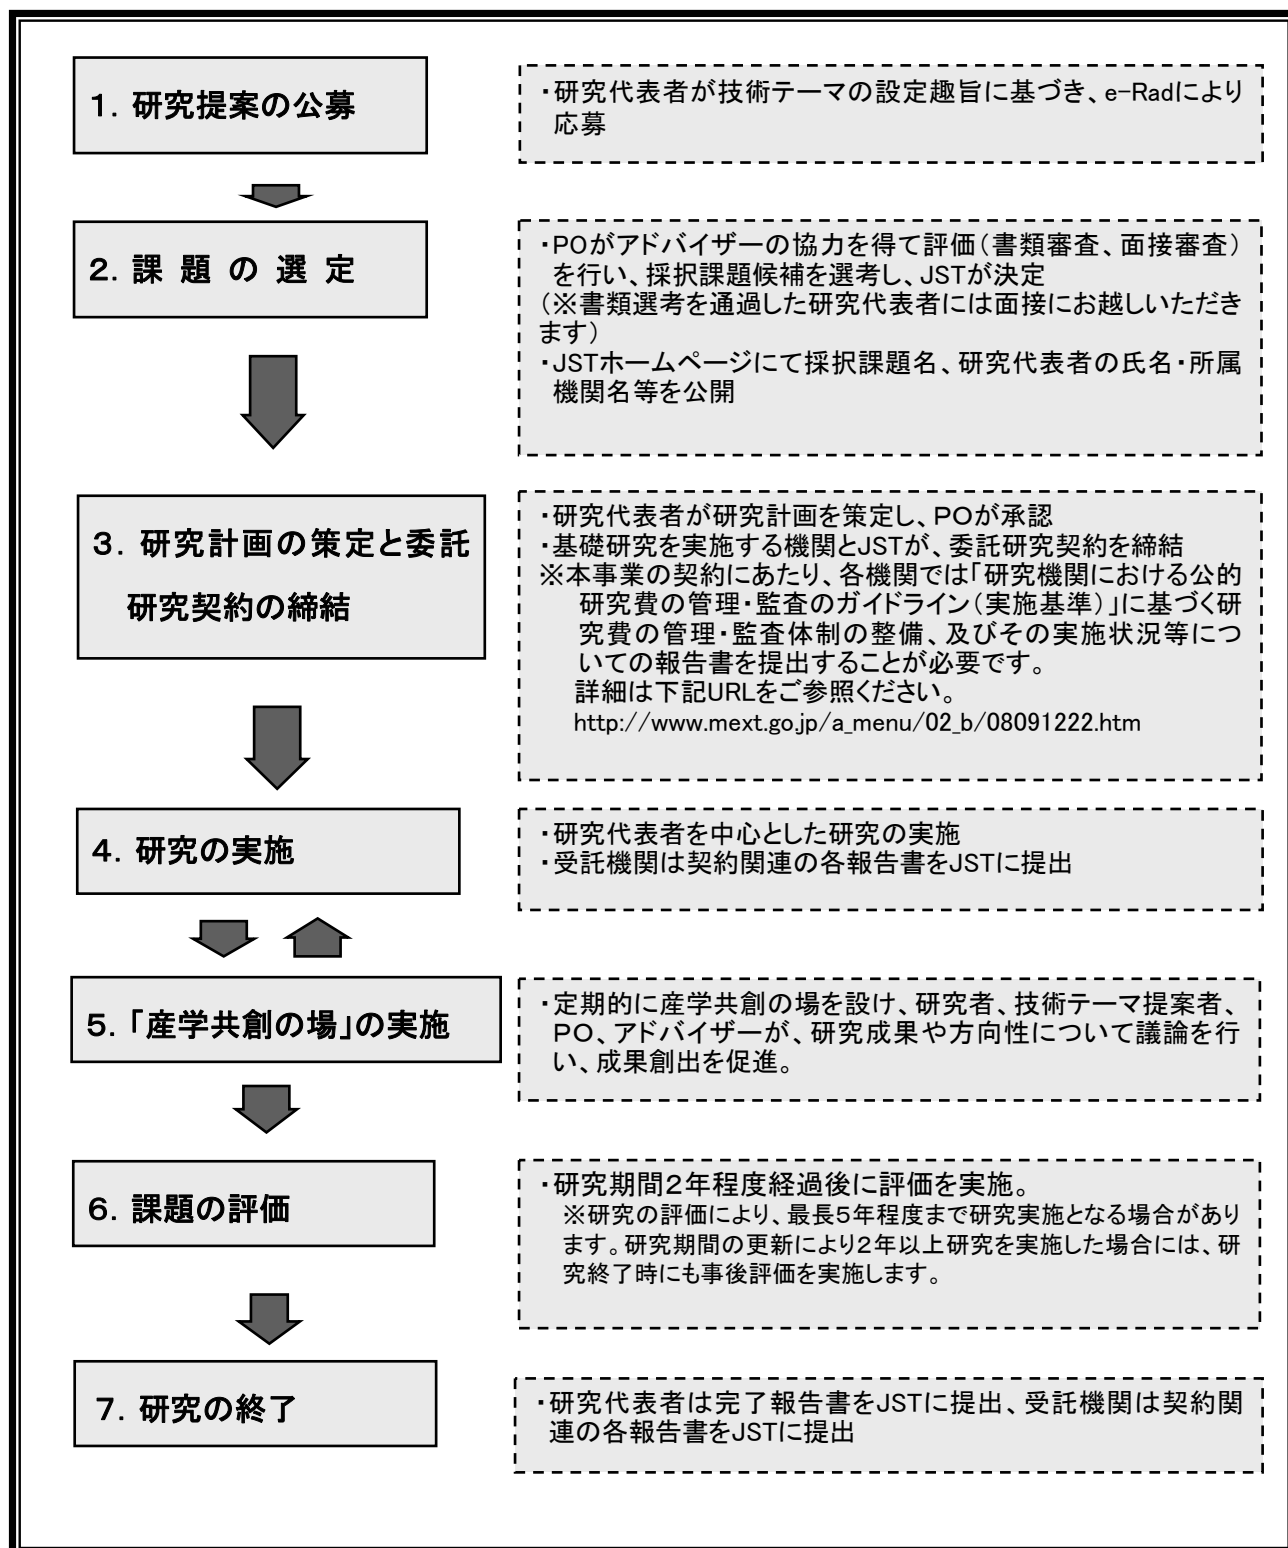 １．研究提案の公募
・研究代表者が技術テーマの設定趣旨に基づき、e-Radにより
応募
２．課 題 の 選 定
・POがアドバイザーの協力を得て評価（書類審査、面接審査）
を行い、採択課題候補を選考し、JSTが決定
（※書類選考を通過した研究代表者には面接にお越しいただき
ます）
・JSTホームページにて採択課題名、研究代表者の氏名・所属
機関名等を公開
３．研究計画の策定と委託
研究契約の締結
・研究代表者が研究計画を策定し、ＰＯが承認
・基礎研究を実施する機関とJSTが、委託研究契約を締結
※本事業の契約にあたり、各機関では「研究機関における公的
研究費の管理・監査のガイドライン（実施基準）」に基づく研
究費の管理・監査体制の整備、及びその実施状況等につ
いての報告書を提出することが必要です。
詳細は下記URLをご参照ください。
http://www.mext.go.jp/a_menu/02_b/08091222.htm
４．研究の実施
・研究代表者を中心とした研究の実施
・受託機関は契約関連の各報告書をJSTに提出
５．「産学共創の場」の実施
・定期的に産学共創の場を設け、研究者、技術テーマ提案者、
ＰＯ、アドバイザーが、研究成果や方向性について議論を行
い、成果創出を促進。
６．課題の評価
・研究期間２年程度経過後に評価を実施。
※研究の評価により、最長５年程度まで研究実施となる場合があり
ます。研究期間の更新により２年以上研究を実施した場合には、研
究終了時にも事後評価を実施します。
７．研究の終了
・研究代表者は完了報告書をJSTに提出、受託機関は契約関
連の各報告書をJSTに提出